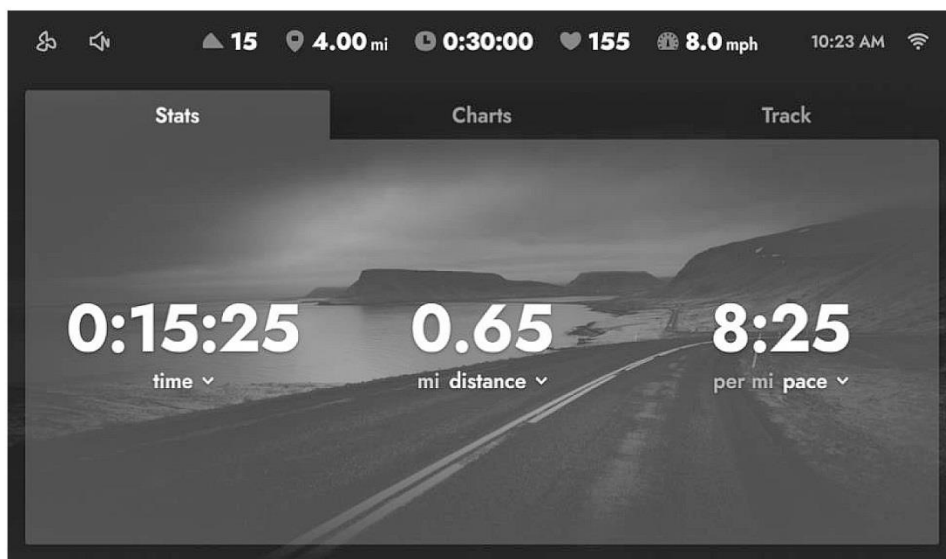 15 4.00 mi 0:30:00 155 8.0 mph 10:23 AM
Stats Charts Track
0:15:25 0.65 8:25
time mi distance per mi pace